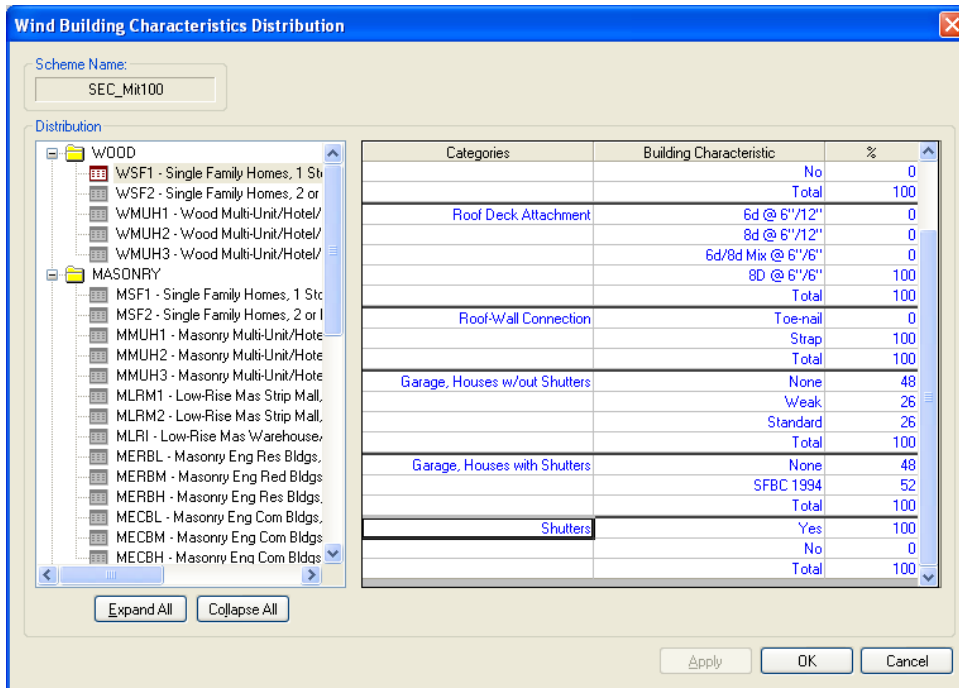 Wind Building Characteristics Distribution
Scheme Name:
SEC_Mit100
Distribution
WOOD
WSF1 - Single Family Homes, 1 Sto
WSF2 - Single Family Homes, 2 or
WMUH1 - Wood Multi-Unit/Hotel/
WMUH2 - Wood Multi-Unit/Hotel/
WMUH3 - Wood Multi-Unit/Hotel/
MASONRY
MSF1 - Single Family Homes, 1 Sto
MSF2 - Single Family Homes, 2 or l
MMUH1 - Masonry Multi-Unit/Hote
MMUH2 - Masonry Multi-Unit/Hote
MMUH3 - Masonry Multi-Unit/Hote
MLRM1 - Low-Rise Mas Strip Mall,
MLRM2 - Low-Rise Mas Strip Mall,
MLRI - Low-Rise Mas Warehouse/
MERBL - Masonry Eng Res Bldgs,
MERBM - Masonry Eng Red Bldgs
MERBH - Masonry Eng Res Bldgs,
MECBL - Masonry Eng Com Bldgs,
MECBM - Masonry Eng Com Bldgs
MECBH - Masonry Eng Com Bldgs
Expand All Collapse All
Categories Building Characteristic %
No 0
Total 100
Roof Deck Attachment 6d @ 6"/12" 0
8d @ 6"/12" 0
6d/8d Mix @ 6"/6" 0
8D @ 6"/6" 100
Total 100
Roof-Wall Connection Toe-nail 0
Strap 100
Total 100
Garage, Houses w/out Shutters None 48
Weak 26
Standard 26
Total 100
Garage, Houses with Shutters None 48
SFBC 1994 52
Total 100
Shutters Yes 100
No 0
Total 100
Apply OK Cancel